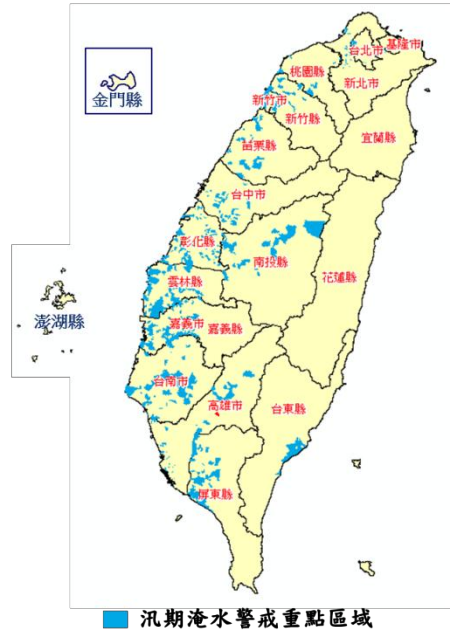 基隆市
台北市
桃園縣
新北市
金門縣
新竹市
新竹縣
宜蘭縣
苗栗縣
台中市
彰化縣
南投縣
花蓮縣
雲林縣
澎湖縣
嘉義市
嘉義縣
台南市
高雄市
台東縣
屏東縣
汛期淹水警戒重點區域